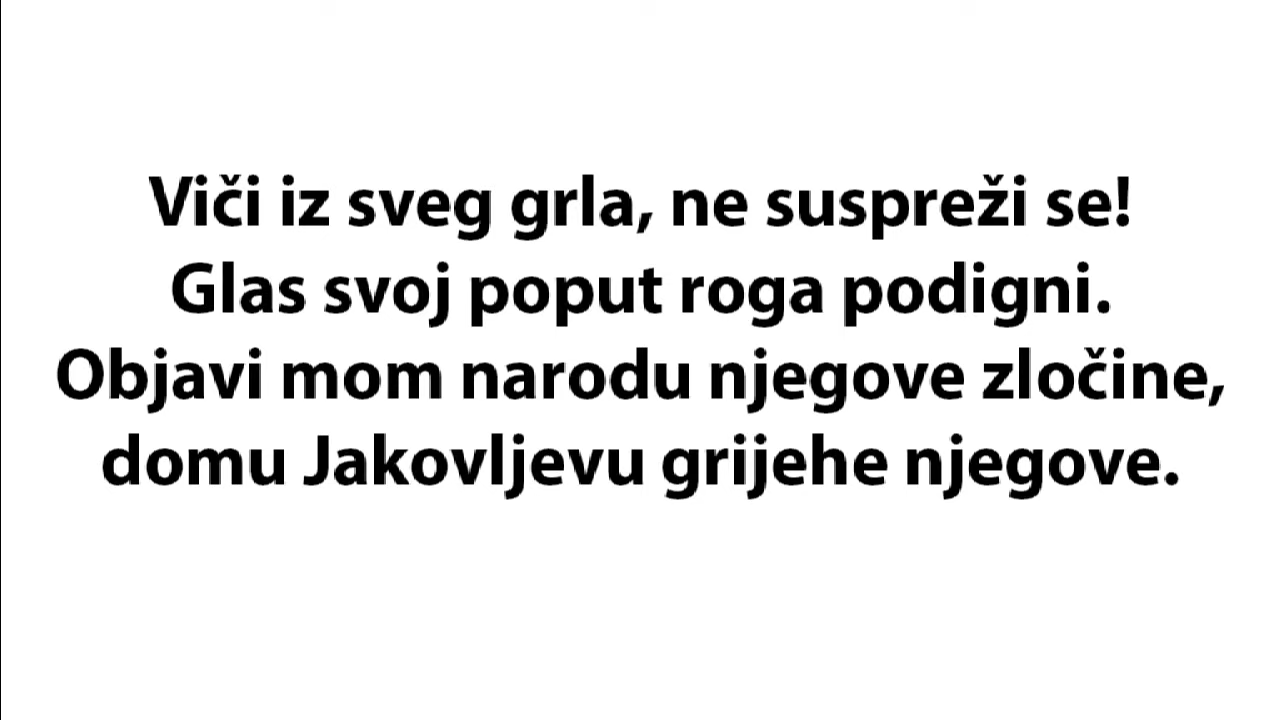 Viči iz sveg grla, ne suspreži se!
Glas svoj poput roga podigni.
Objavi mom narodu njegove zločine,
domu Jakovljevu grijehe njegove.